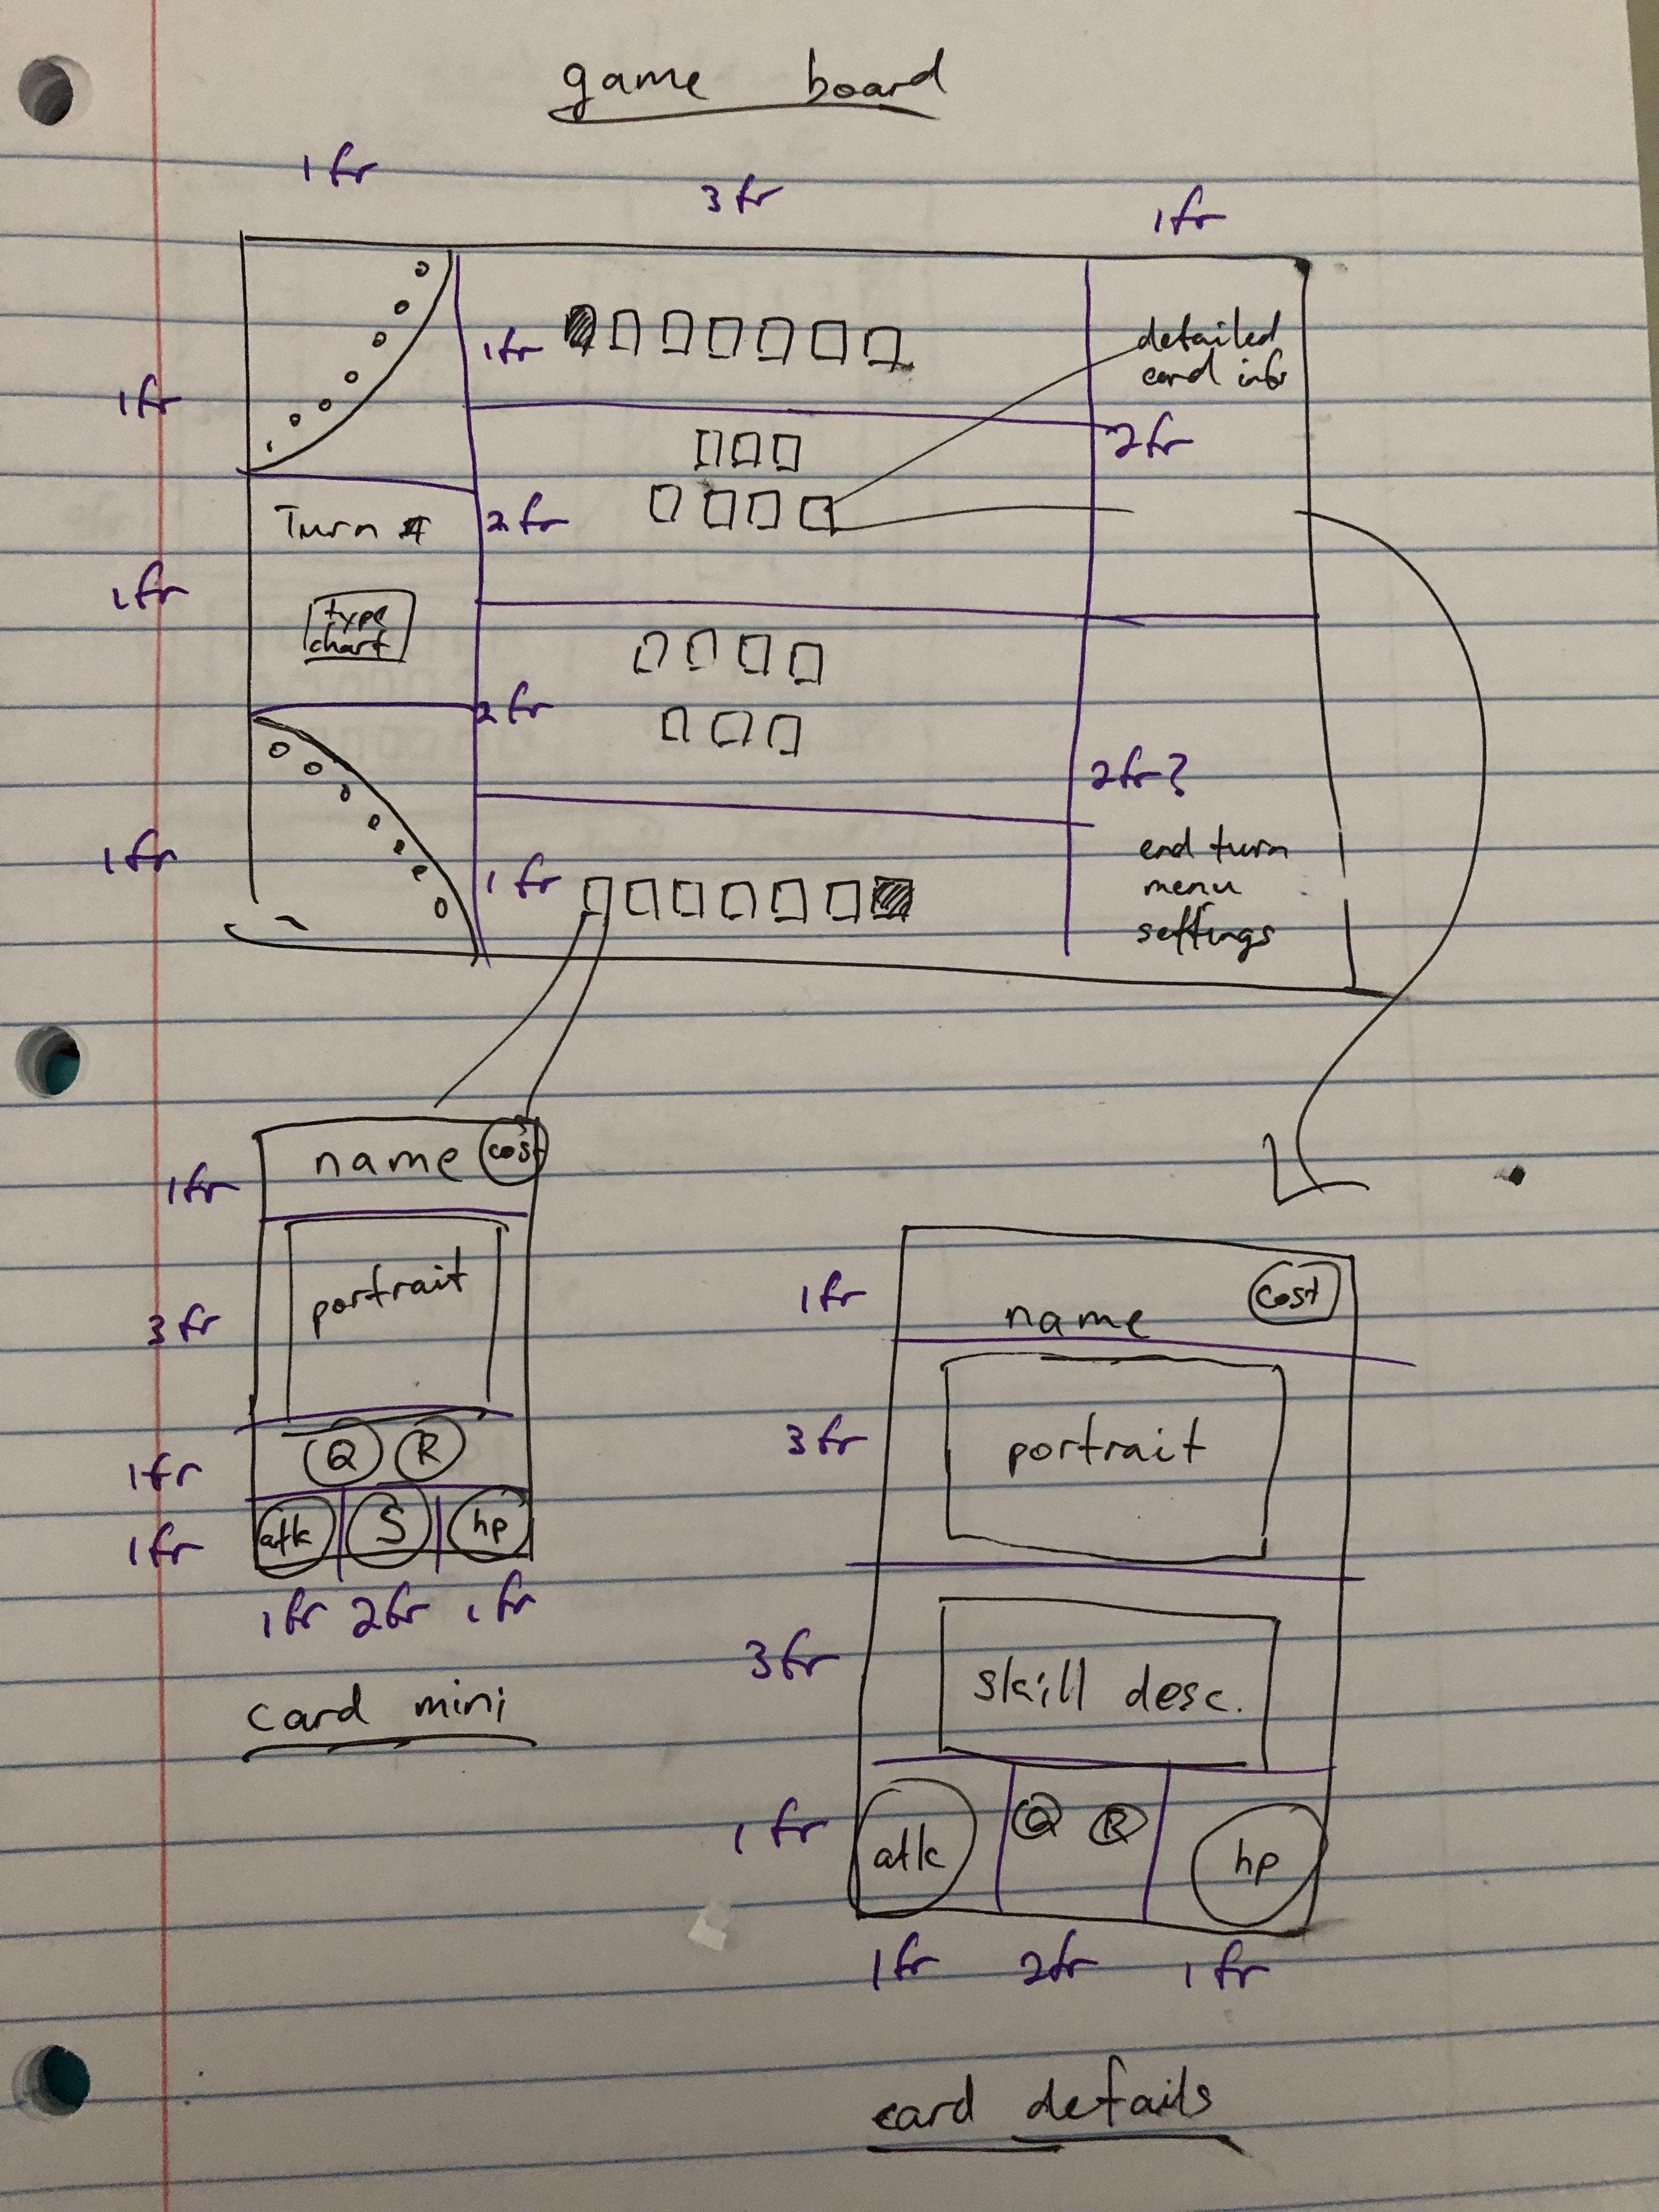 game board
1fr
3fr
1fr
1fr
detailed
card info
1fr
2fr
Turn #
2fr
1fr
type
chart
2fr
2fr?
1fr
1fr
end turn
menu
settings
name
cost
1fr
portrait
3fr
Q R
1fr
atk S hp
1fr
1fr 2fr 1fr
card mini
cost
1fr
name
portrait
3fr
skill desc.
3fr
Q R
atk
hp
1fr
1fr 2fr 1fr
card details